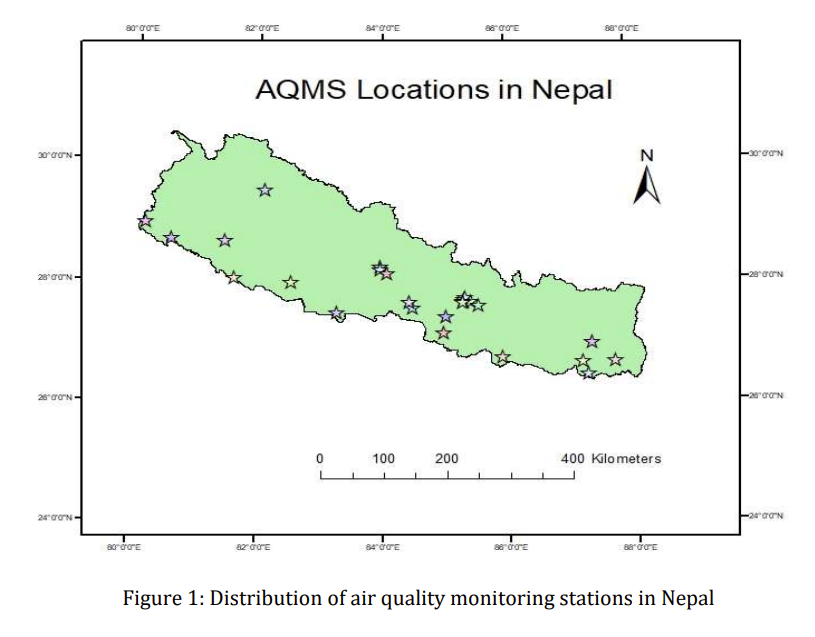 80°0'0"E 82°0'0"E 84°0'0"E 86°0'0"E 88°0'0"E
AQMS Locations in Nepal
N
30°0'0"N 30°0'0"N
28°0'0"N 28°0'0"N
26°0'0"N 26°0'0"N
0 100 200 400 Kilometers
24°0'0"N 24°0'0"N
80°0'0"E 82°0'0"E 84°0'0"E 86°0'0"E 88°0'0"E
Figure 1: Distribution of air quality monitoring stations in Nepal